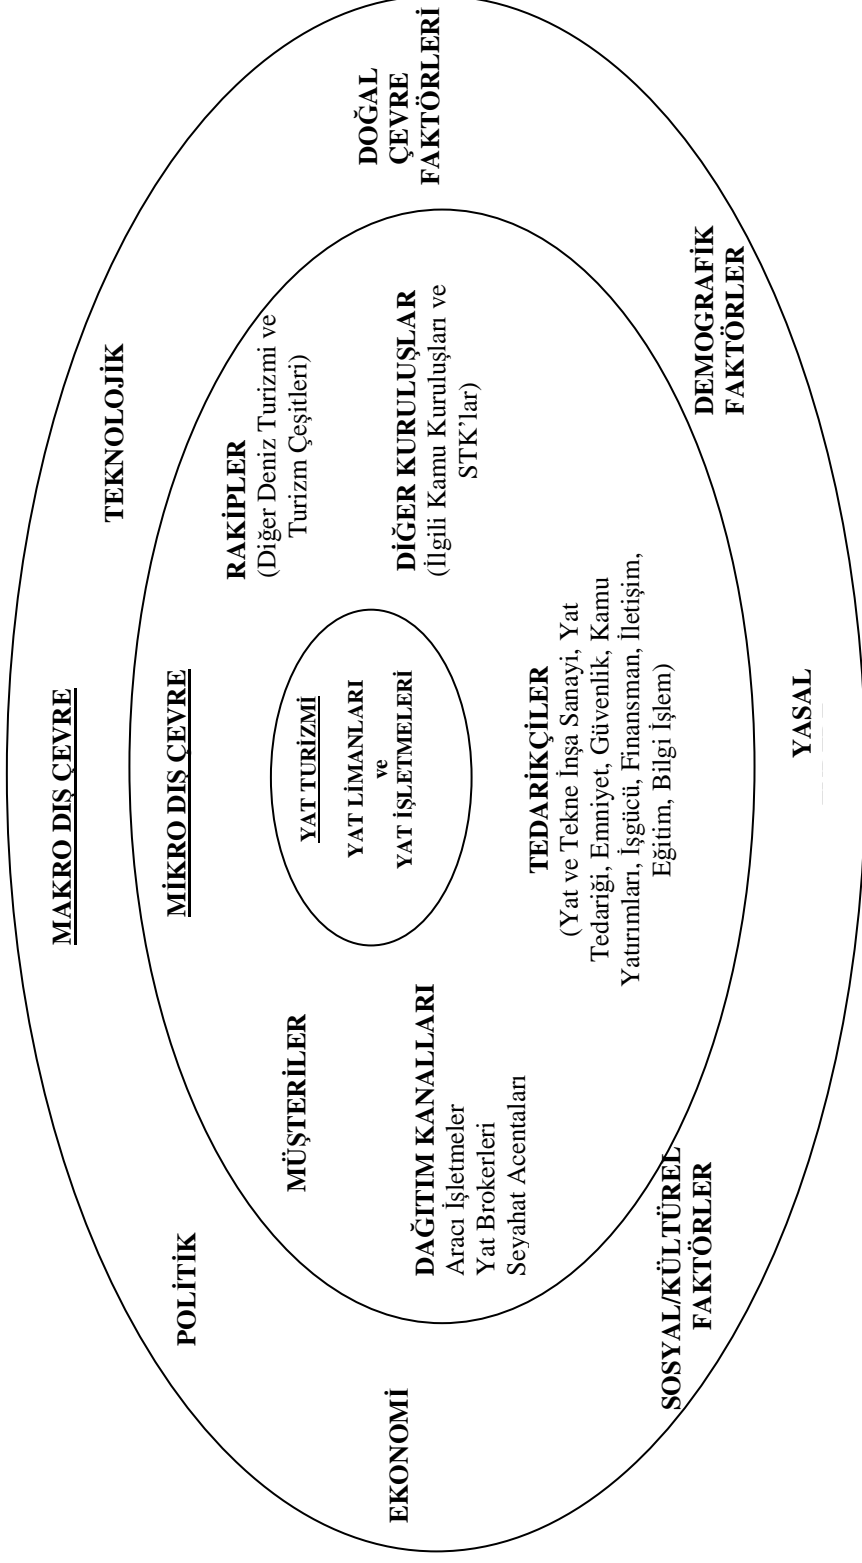 MAKRO DIŞ ÇEVRE
POLİTİK
TEKNOLOJİK
MİKRO DIŞ ÇEVRE
MÜŞTERİLER
RAKİPLER
(Diğer Deniz Turizmi ve
Turizm Çeşitleri)
YAT TURİZMİ
YAT LİMANLARI
ve
YAT İŞLETMELERİ
EKONOMİ
DOĞAL
ÇEVRE
FAKTÖRLERİ
DAĞITIM KANALLARI
Aracı İşletmeler
Yat Brokerleri
Seyahat Acentaları
DİĞER KURULUŞLAR
(İlgili Kamu Kuruluşları ve
STK'lar)
TEDARİKÇİLER
(Yat ve Tekne İnşa Sanayi, Yat
Tedariği, Emniyet, Güvenlik, Kamu
Yatırımları, İşgücü, Finansman, İletişim,
Eğitim, Bilgi İşlem)
SOSYAL/KÜLTÜREL
FAKTÖRLER
DEMOGRAFİK
FAKTÖRLER
YASAL